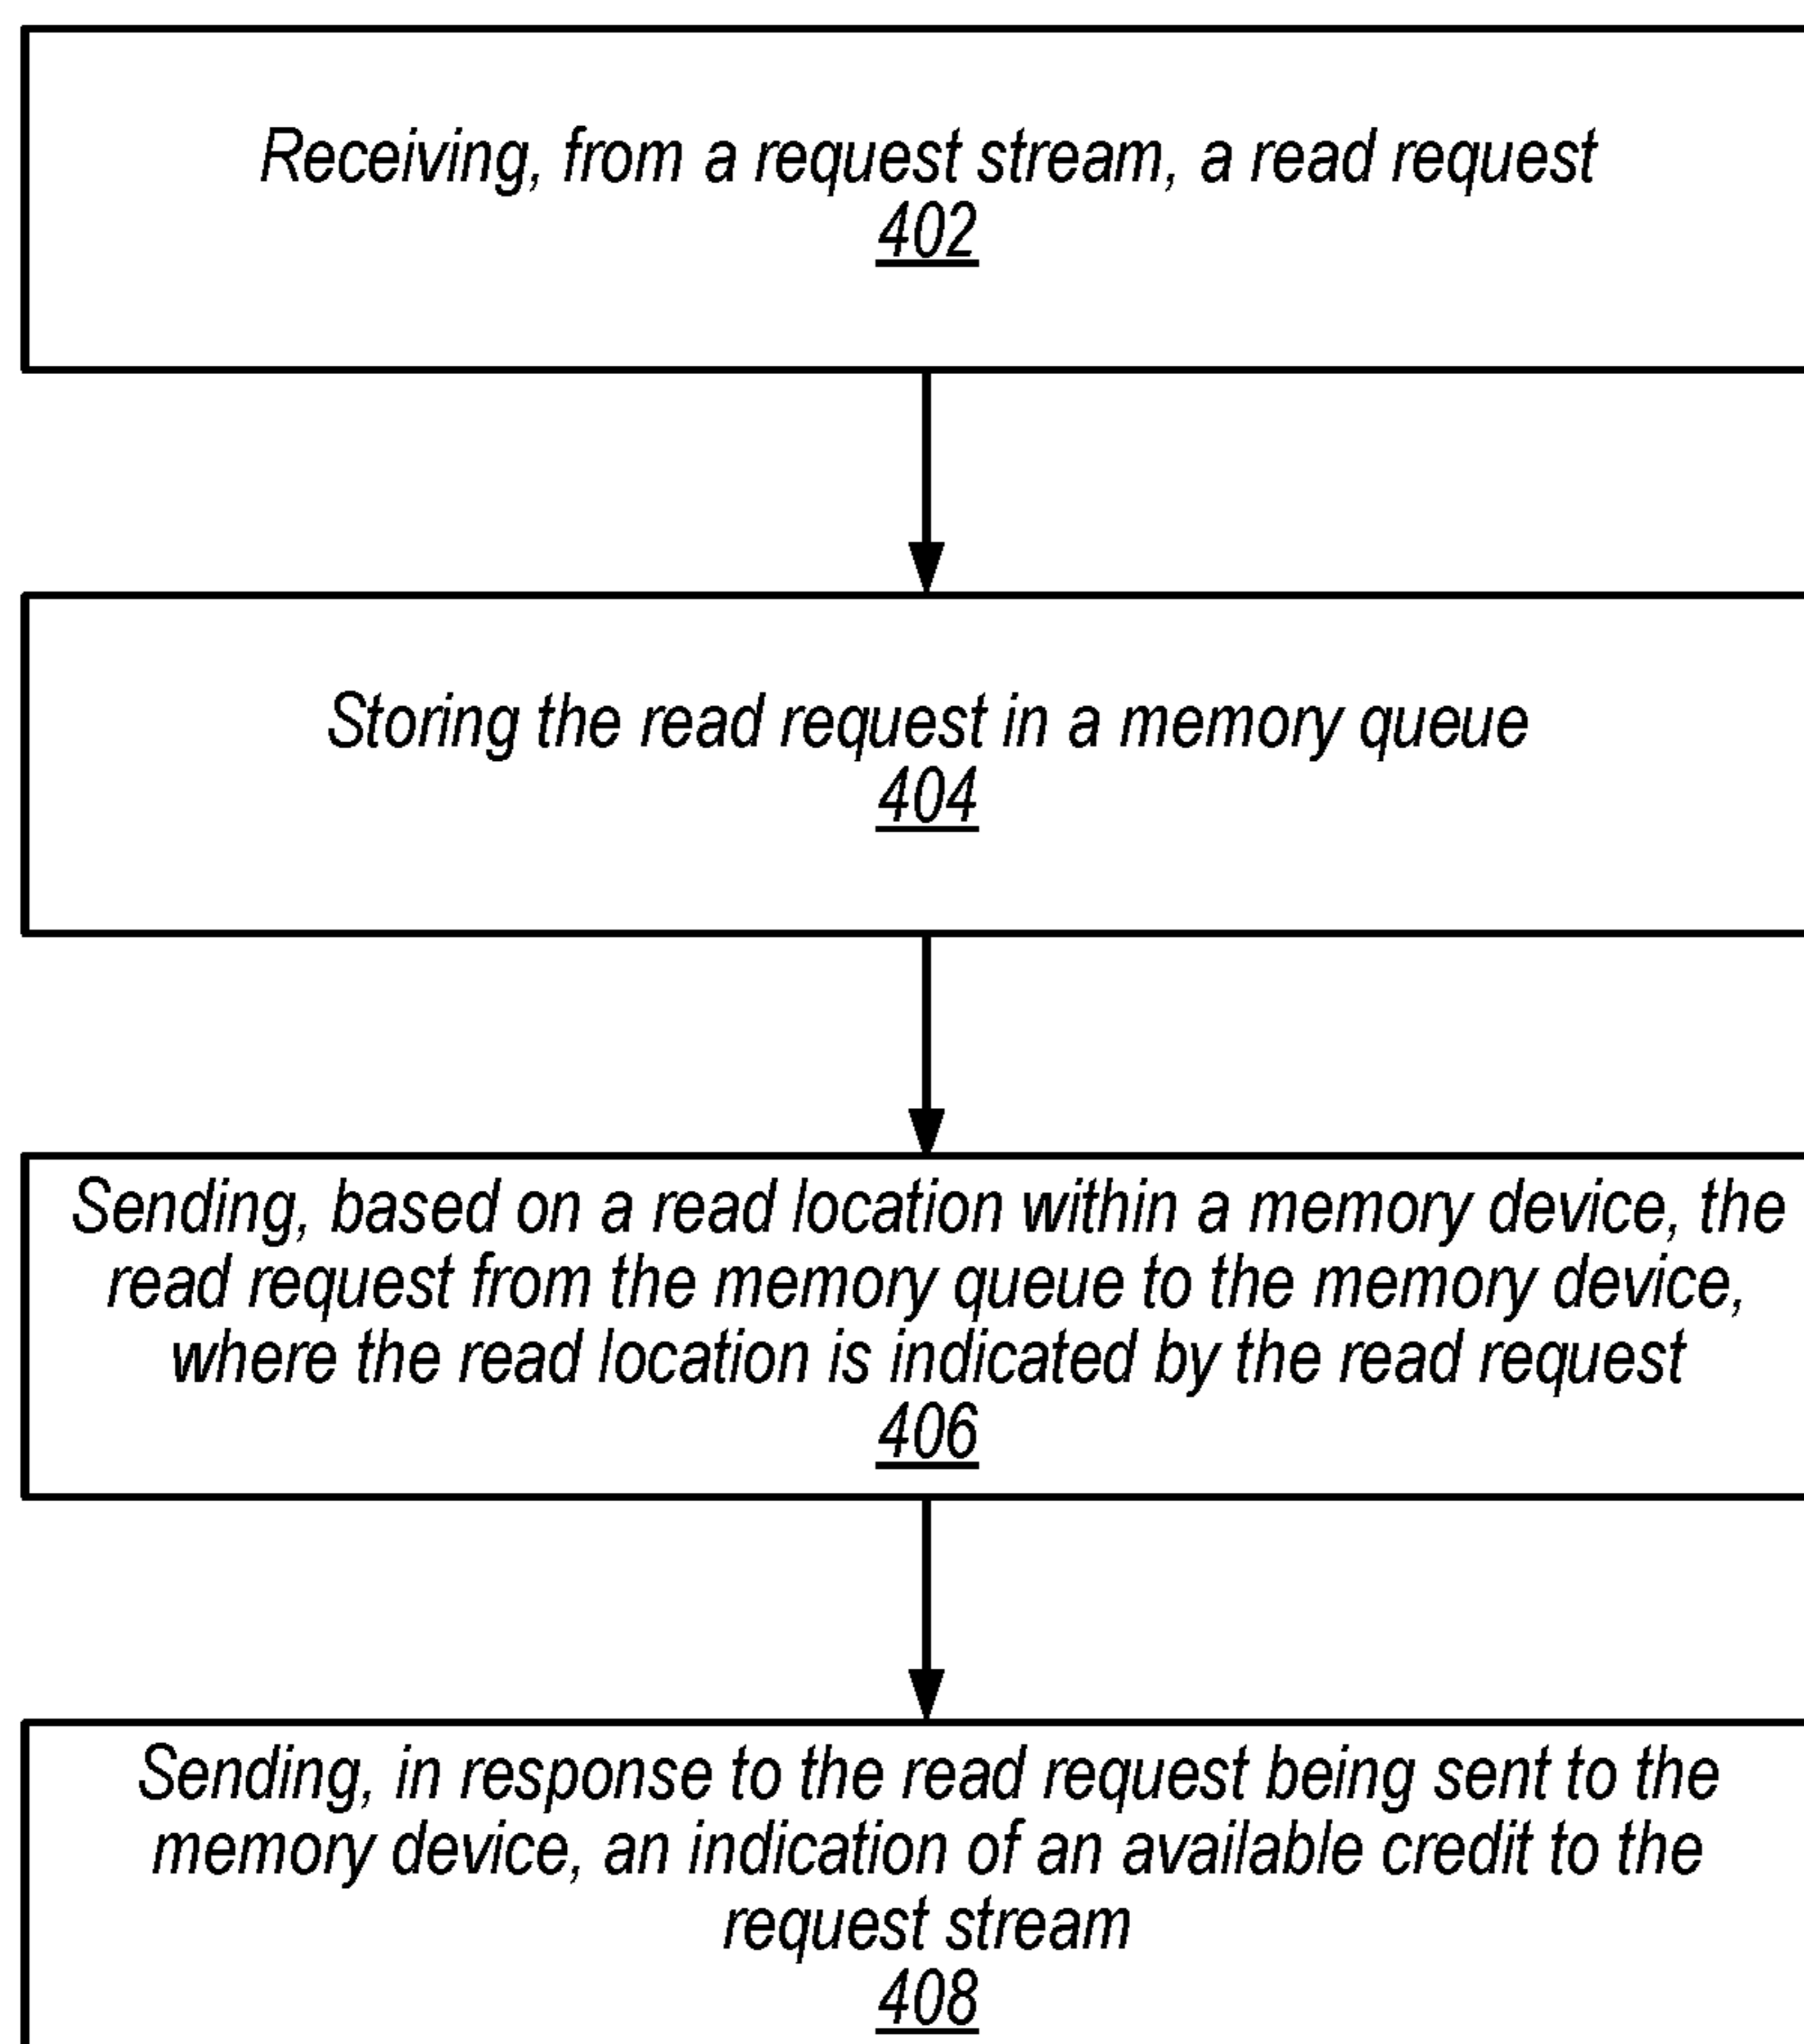 Receiving, from a request stream, a read request
402
Storing the read request in a memory queue
404
Sending, based on a read location within a memory device, the
read request from the memory queue to the memory device,
where the read location is indicated by the read request
406
Sending, in response to the read request being sent to the
memory device, an indication of an available credit to the
request stream
408